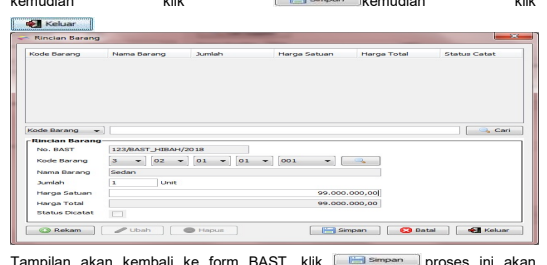 kemudian klik Simpan kemudian klik
Keluar
Rincian Barang
Kode Barang Nama Barang Jumlah Harga Satuan Harga Total Status Catat
Kode Barang Cari
Rincian Barang
No. BAST 123/BAST_HIBAH/2018
Kode Barang 3 02 01 01 001
Nama Barang Sedan
Jumlah 1 Unit
Harga Satuan 99.000.000,00
Harga Total 99.000.000,00
Status Dicatat
Rekam Ubah Hapus Simpan Batal Keluar
Tampilan akan kembali ke form BAST, klik Simpan proses ini akan